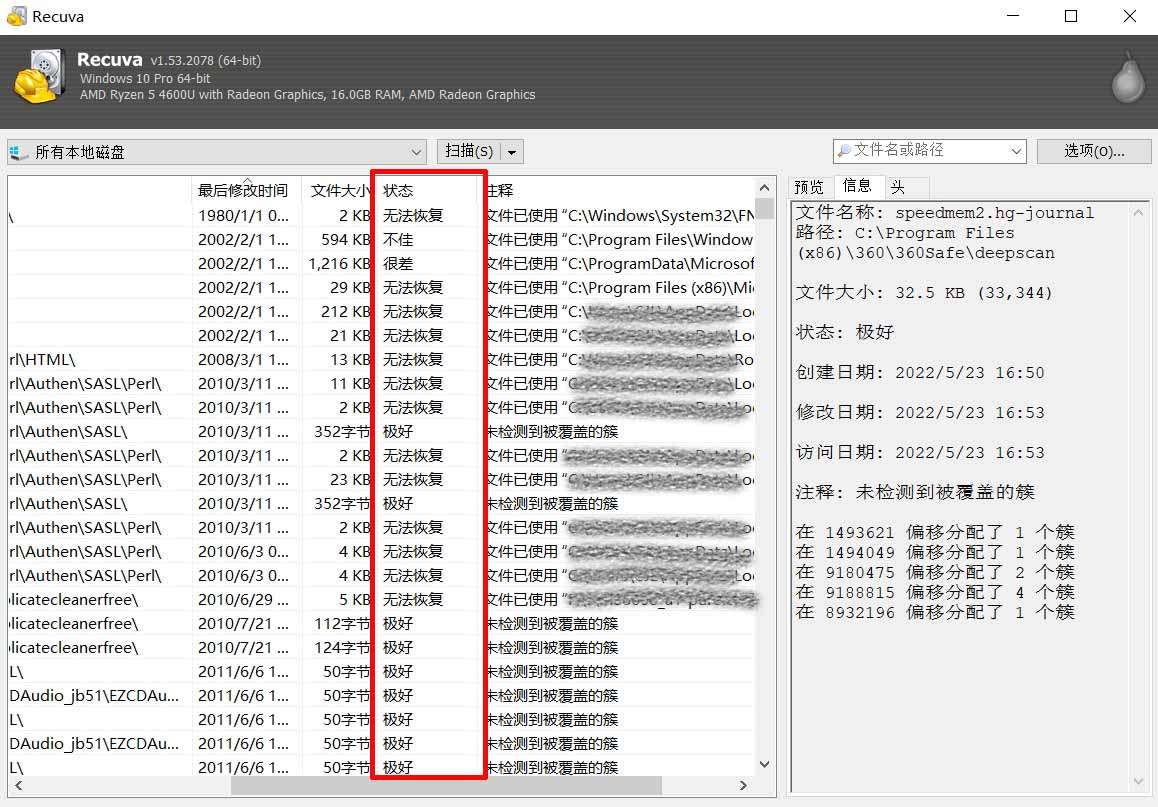 Recuva
Recuva v1.53.2078 (64-bit)
Windows 10 Pro 64-bit
AMD Ryzen 5 4600U with Radeon Graphics, 16.0GB RAM, AMD Radeon Graphics
所有本地磁盘 扫描(S) 文件名或路径 选项(O)...
最后修改时间 文件大小 状态 注释
\ 1980/1/1 0... 2 KB 无法恢复 文件已使用 "C:\Windows\System32\FN
2002/2/1 1... 594 KB 不佳 文件已使用 "C:\Program Files\Window
2002/2/1 1... 1,216 KB 很差 文件已使用 "C:\ProgramData\Microsof
2002/2/1 1... 29 KB 无法恢复 文件已使用 "C:\Program Files (x86)\Mic
2002/2/1 1... 212 KB 无法恢复 文件已使用 "C:\
2002/2/1 1... 21 KB 无法恢复 文件已使用 "C:
rl\HTML\ 2008/3/1 1... 13 KB 无法恢复 文件已使用 "C:
rl\Authen\SASL\Perl\ 2010/3/11 ... 11 KB 无法恢复 文件已使用 "C
rl\Authen\SASL\Perl\ 2010/3/11 ... 2 KB 无法恢复 文件已使用 "C
rl\Authen\SASL\ 2010/3/11 ... 352字节 极好 未检测到被覆盖的簇
rl\Authen\SASL\Perl\ 2010/3/11 ... 2 KB 无法恢复 文件已使用 "
rl\Authen\SASL\Perl\ 2010/3/11 ... 23 KB 无法恢复 文件已使用 "
rl\Authen\SASL\ 2010/3/11 ... 352字节 极好 未检测到被覆盖的簇
rl\Authen\SASL\Perl\ 2010/3/11 ... 2 KB 无法恢复 文件已使用 "
rl\Authen\SASL\Perl\ 2010/6/3 0... 4 KB 无法恢复 文件已使用 "
rl\Authen\SASL\Perl\ 2010/6/3 0... 4 KB 无法恢复 文件已使用 "
licatecleanerfree\ 2010/6/29 ... 5 KB 无法恢复 文件已使用 "
licatecleanerfree\ 2010/7/21 ... 112字节 极好 未检测到被覆盖的簇
licatecleanerfree\ 2010/7/21 ... 124字节 极好 未检测到被覆盖的簇
L\ 2011/6/6 1... 50字节 极好 未检测到被覆盖的簇
DAudio_jb51\EZCDAu... 2011/6/6 1... 50字节 极好 未检测到被覆盖的簇
L\ 2011/6/6 1... 50字节 极好 未检测到被覆盖的簇
DAudio_jb51\EZCDAu... 2011/6/6 1... 50字节 极好 未检测到被覆盖的簇
L\ 2011/6/6 1... 50字节 极好 未检测到被覆盖的簇
预览 信息 头
文件名称: speedmem2.hg-journal
路径: C:\Program Files
(x86)\360\360Safe\deepscan
文件大小: 32.5 KB (33,344)
状态: 极好
创建日期: 2022/5/23 16:50
修改日期: 2022/5/23 16:53
访问日期: 2022/5/23 16:53
注释: 未检测到被覆盖的簇
在 1493621 偏移分配了 1 个簇
在 1494049 偏移分配了 1 个簇
在 9180475 偏移分配了 2 个簇
在 9188815 偏移分配了 4 个簇
在 8932196 偏移分配了 1 个簇